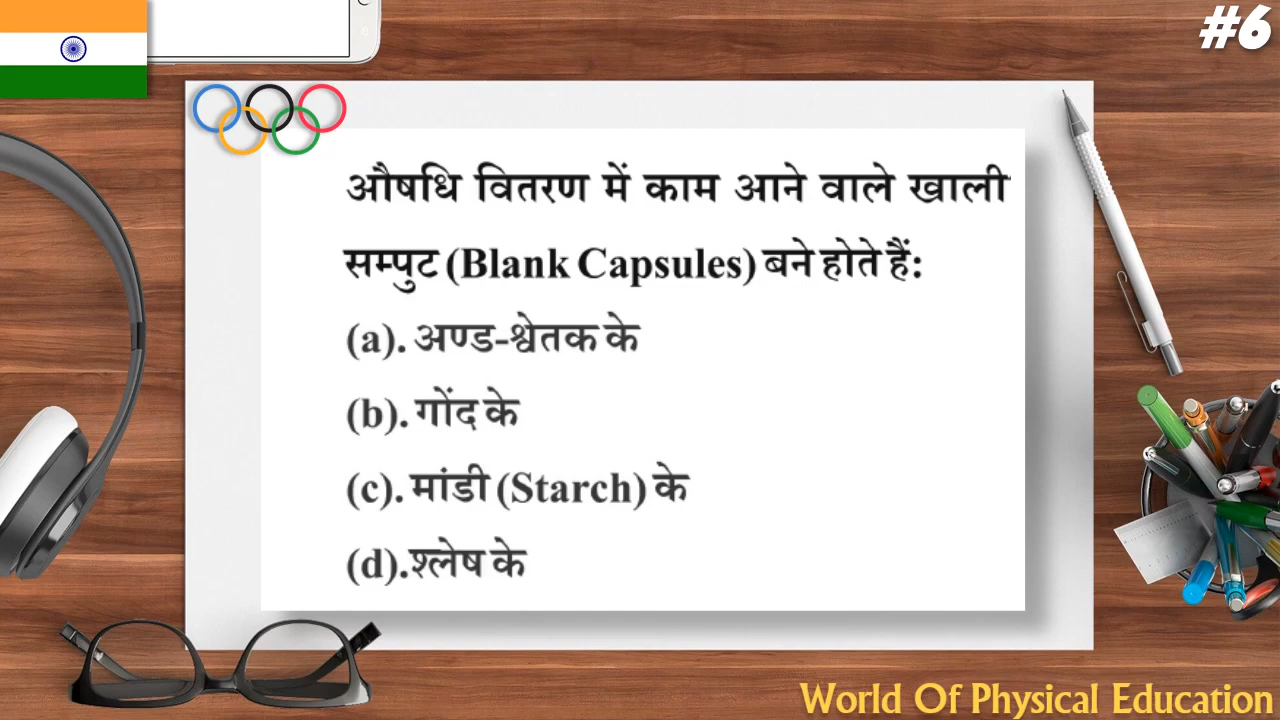 #6
औषधि वितरण में काम आने वाले खाली
सम्पुट (Blank Capsules) बने होते हैं:
(a). अण्ड-श्वेतक के
(b). गोंद के
(c). मांडी (Starch) के
(d).श्लेष के
World Of Physical Education